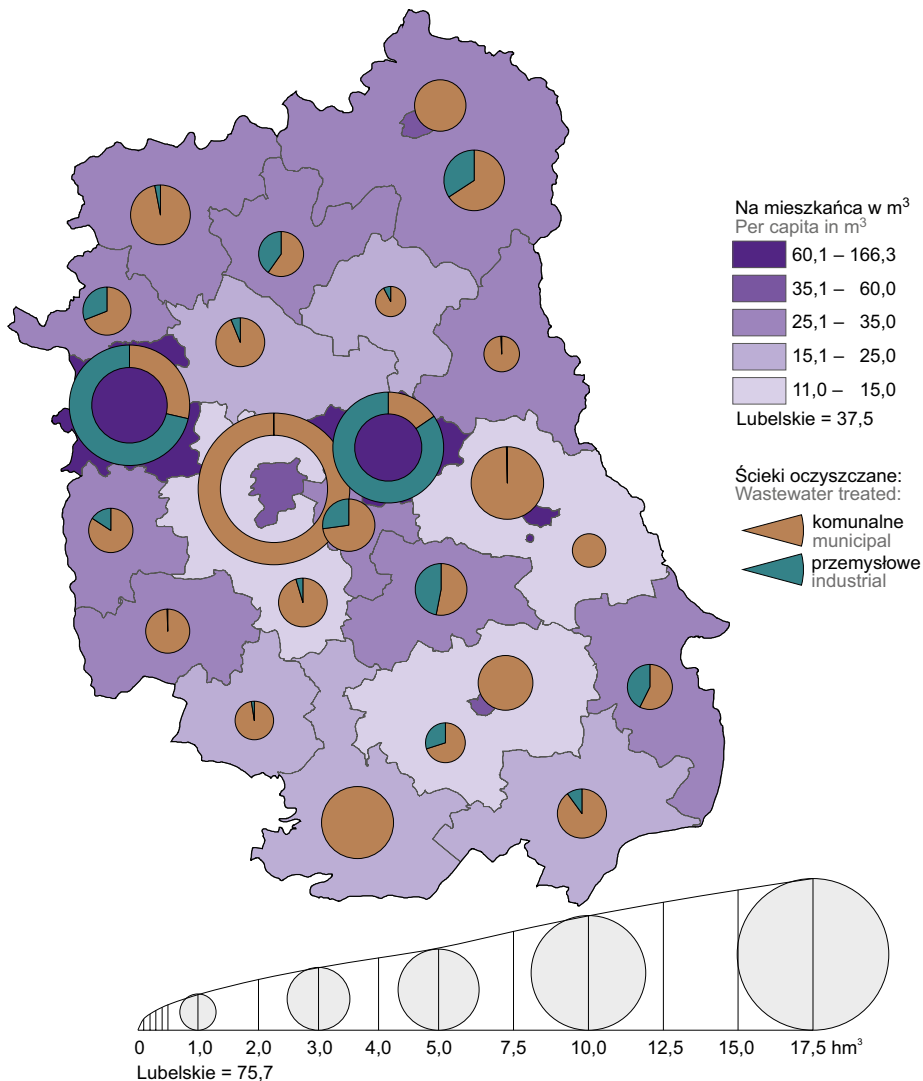 Na mieszkańca w m³
Per capita in m³
60,1 – 166,3
35,1 – 60,0
25,1 – 35,0
15,1 – 25,0
11,0 – 15,0
Lubelskie = 37,5
Ścieki oczyszczane:
Wastewater treated:
komunalne
municipal
przemysłowe
industrial
0 1,0 2,0 3,0 4,0 5,0 7,5 10,0 12,5 15,0 17,5 hm³
Lubelskie = 75,7